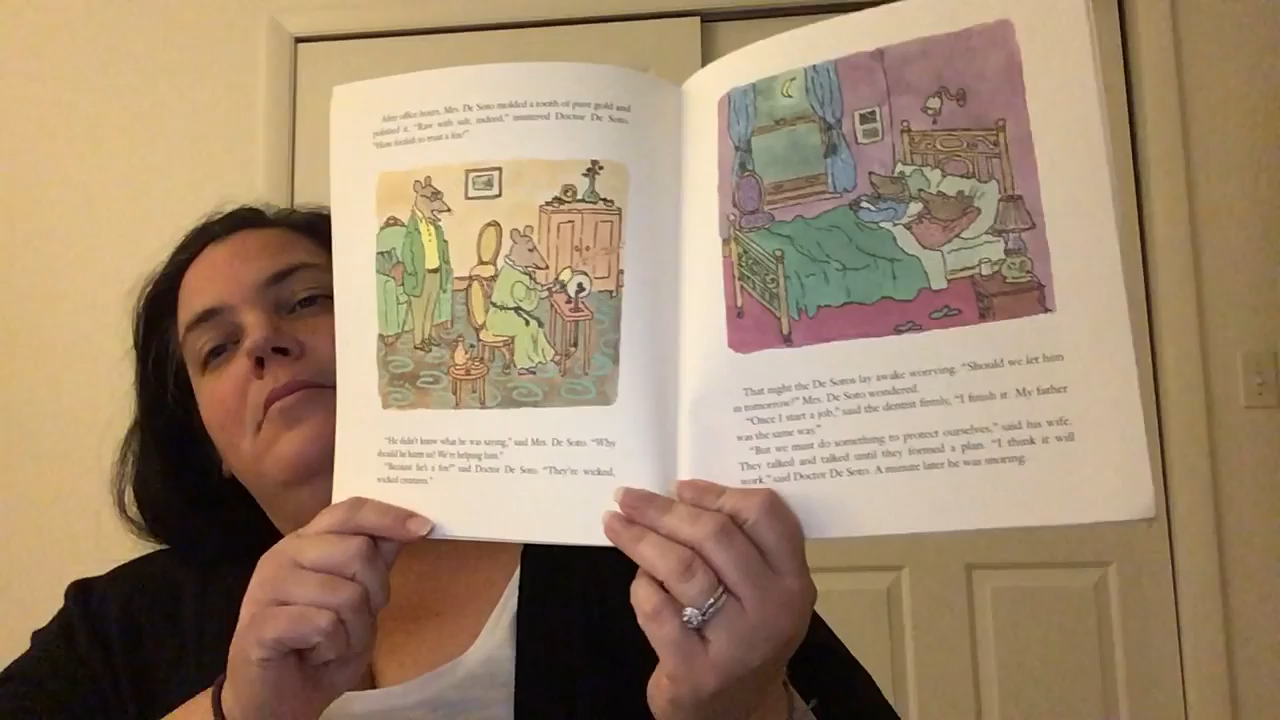 After office hours, Mrs. De Soto molded a tooth of pure gold and
polished it. "Raw with salt, indeed," muttered Doctor De Soto.
"How foolish to trust a fox!"
"He didn't know what he was saying," said Mrs. De Soto. "Why
should he harm us? We're helping him."
"Because he's a fox!" said Doctor De Soto. "They're wicked,
wicked creatures."
That night the De Sotos lay awake worrying. "Should we let him
in tomorrow?" Mrs. De Soto wondered.
"Once I start a job," said the dentist firmly, "I finish it. My father
was the same way."
"But we must do something to protect ourselves," said his wife.
They talked and talked until they formed a plan. "I think it will
work," said Doctor De Soto. A minute later he was snoring.